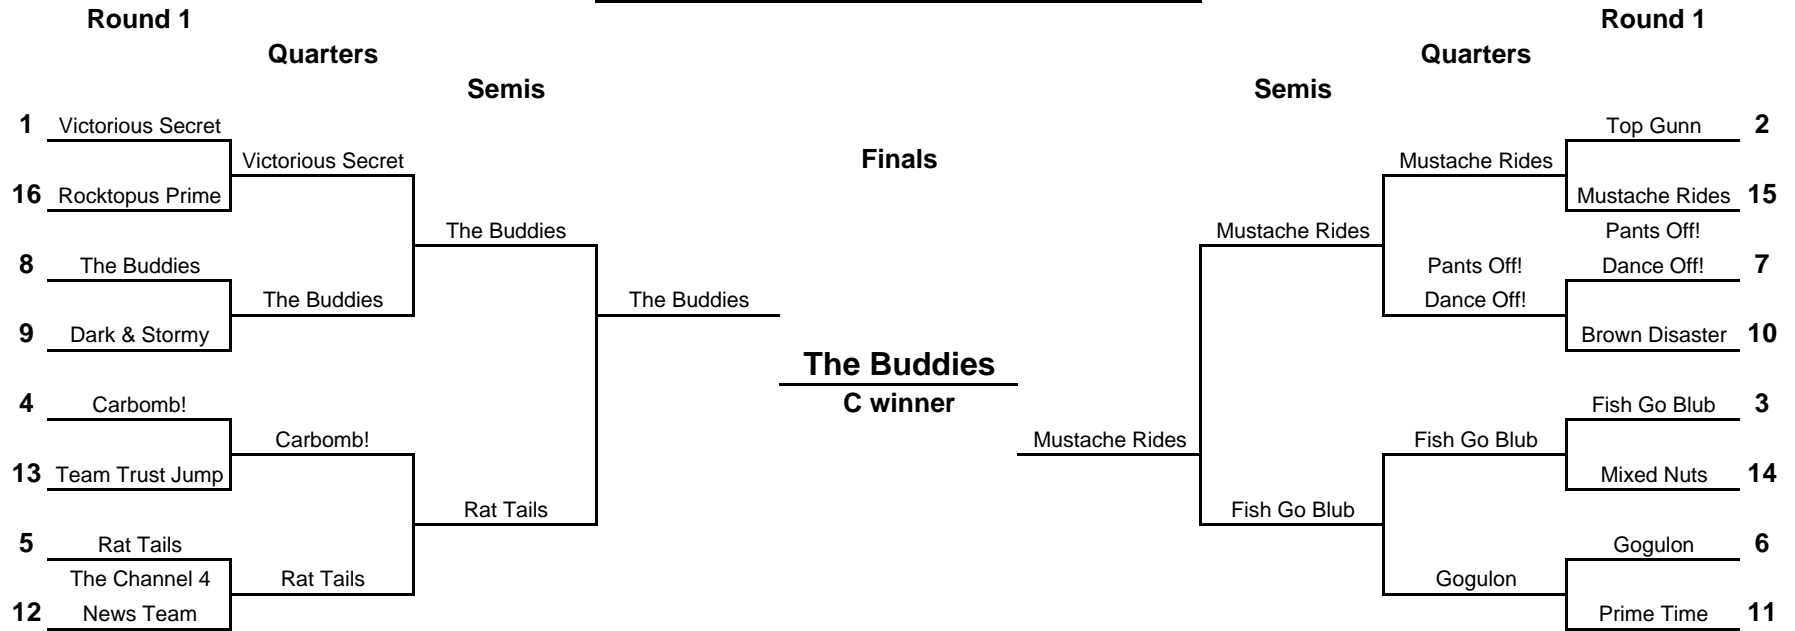 Round 1
Round 1
Quarters
Quarters
Semis
Semis
1 Victorious Secret
Top Gunn 2
Victorious Secret
Finals
Mustache Rides
16 Rocktopus Prime
Mustache Rides 15
The Buddies
Mustache Rides
Pants Off!
8 The Buddies
Pants Off!
Dance Off! 7
The Buddies
The Buddies
Dance Off!
9 Dark & Stormy
Brown Disaster 10
The Buddies
4 Carbomb!
C winner
Fish Go Blub 3
Carbomb!
Mustache Rides
Fish Go Blub
13 Team Trust Jump
Mixed Nuts 14
Rat Tails
Fish Go Blub
5 Rat Tails
Gogulon 6
The Channel 4
Rat Tails
Gogulon
12 News Team
Prime Time 11